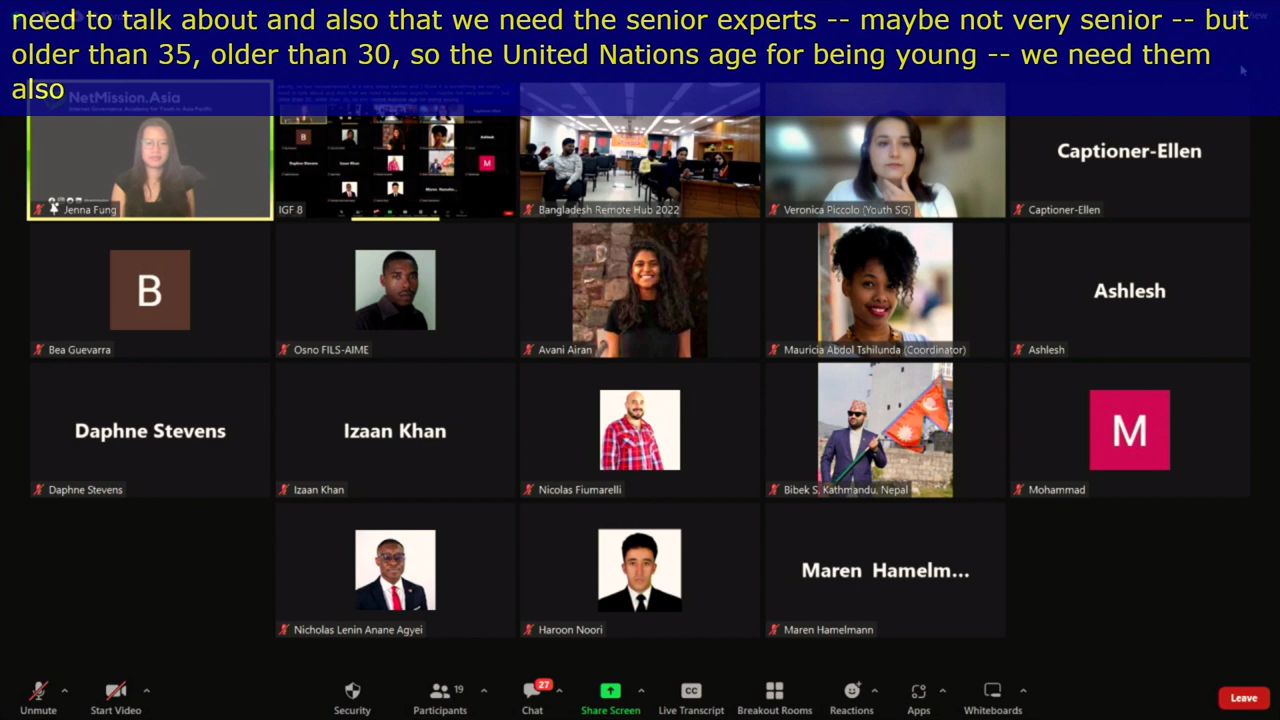 need to talk about and also that we need the senior experts -- maybe not very senior -- but
older than 35, older than 30, so the United Nations age for being young -- we need them
also
View
NetMission.Asia
Jenna Fung
IGF 8
Bangladesh Remote Hub 2022
Veronica Piccolo (Youth SG)
Captioner-Ellen
Captioner-Ellen
B
Bea Guevarra
Osno FILS-AIME
Avani Airan
Mauricia Abdol Tshilunda (Coordinator)
Ashlesh
Ashlesh
Daphne Stevens
Daphne Stevens
Izaan Khan
Izaan Khan
Nicolas Fiumarelli
Bibek S, Kathmandu, Nepal
M
Mohammad
Nicholas Lenin Anane Agyei
Haroon Noori
Maren Hamelm...
Maren Hamelmann
Unmute
Start Video
Security
19
Participants
27
Chat
Share Screen
CC
Live Transcript
Breakout Rooms
Reactions
Apps
Whiteboards
Leave